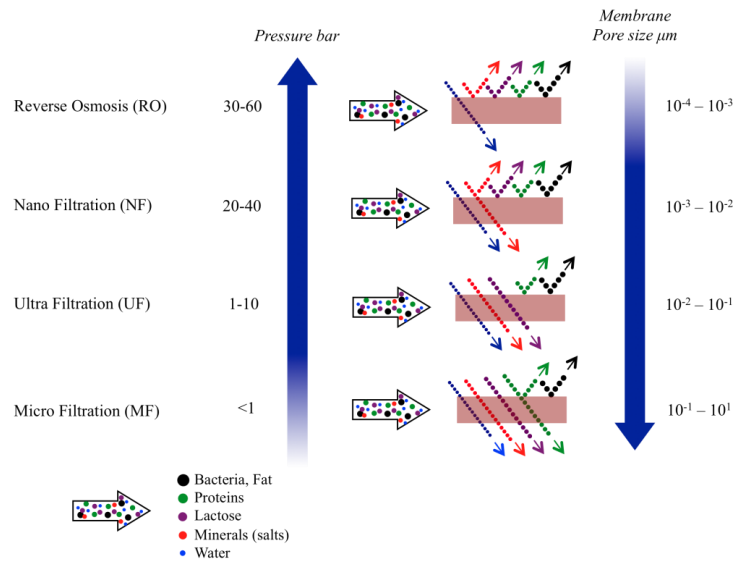 Pressure bar
Membrane
Pore size μm
Reverse Osmosis (RO) 30-60 10⁻⁴ – 10⁻³
Nano Filtration (NF) 20-40 10⁻³ – 10⁻²
Ultra Filtration (UF) 1-10 10⁻² – 10⁻¹
Micro Filtration (MF) <1 10⁻¹ – 10¹
Bacteria, Fat
Proteins
Lactose
Minerals (salts)
Water